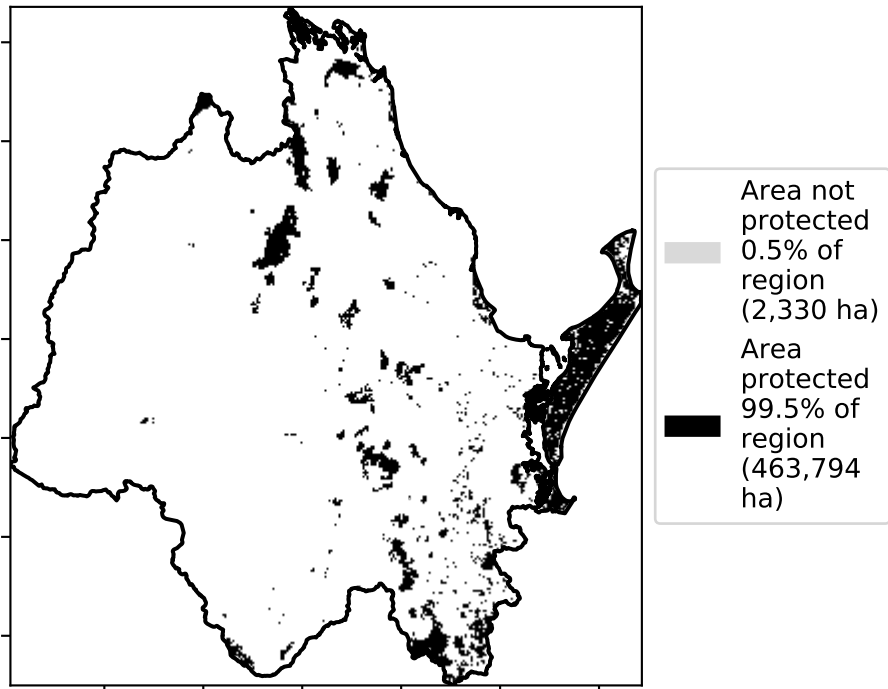 Area not
protected
0.5% of
region
(2,330 ha)
Area
protected
99.5% of
region
(463,794
ha)